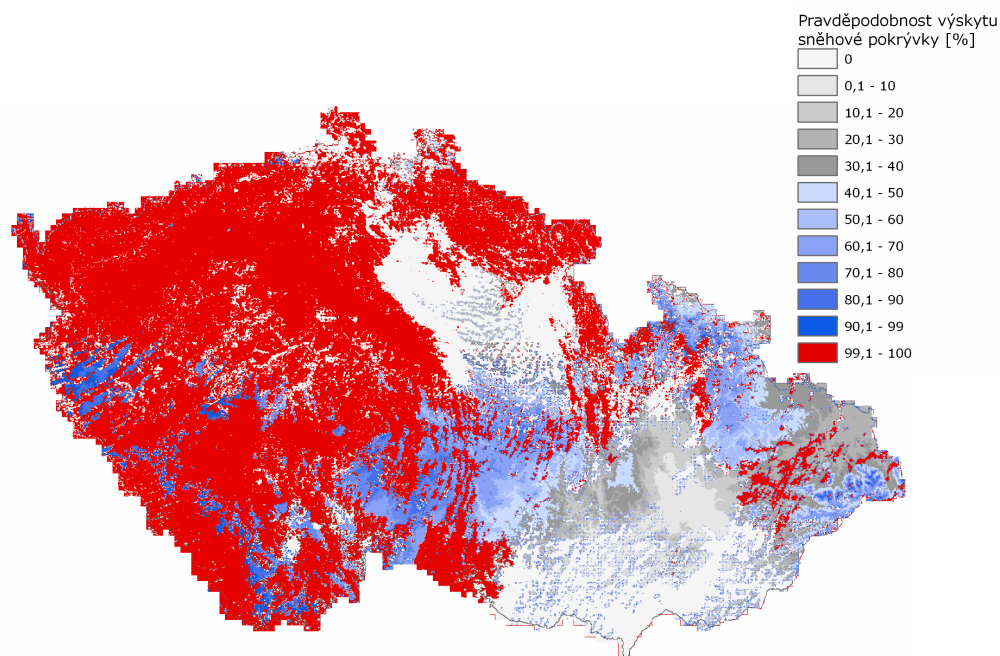 Pravděpodobnost výskytu
sněhové pokrývky [%]
0
0,1 - 10
10,1 - 20
20,1 - 30
30,1 - 40
40,1 - 50
50,1 - 60
60,1 - 70
70,1 - 80
80,1 - 90
90,1 - 99
99,1 - 100